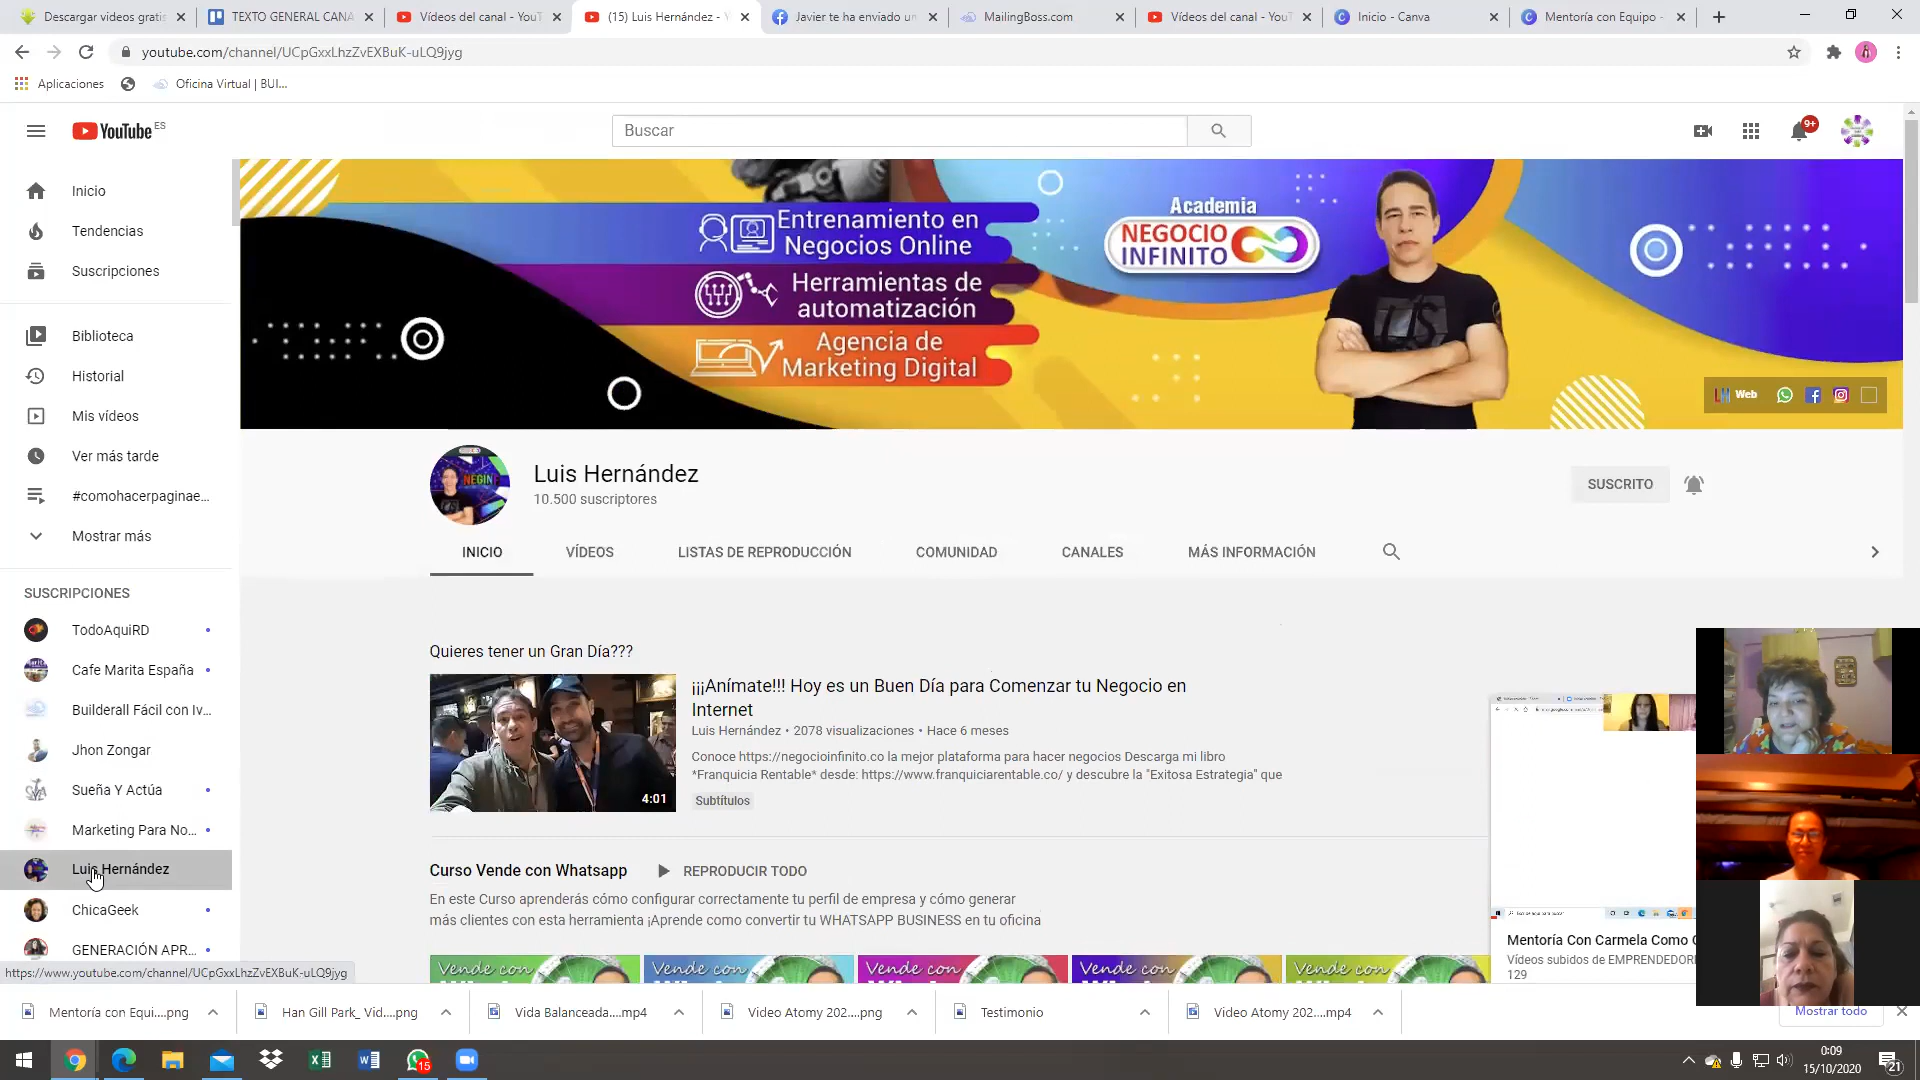 Descargar vídeos gratis
TEXTO GENERAL CANA
Vídeos del canal - YouT
(15) Luis Hernández - Y
Javier te ha enviado un
MailingBoss.com
Vídeos del canal - YouT
Inicio - Canva
Mentoría con Equipo -
youtube.com/channel/UCpGxxLhzZvEXBuK-uLQ9jyg
Aplicaciones
Oficina Virtual | BUI...
YouTube ES
Buscar
9+
Inicio
Tendencias
Suscripciones
Biblioteca
Historial
Mis vídeos
Ver más tarde
#comohacerpaginae...
Mostrar más
SUSCRIPCIONES
TodoAquiRD
Cafe Marita España
Builderall Fácil con Iv...
Jhon Zongar
Sueña Y Actúa
Marketing Para No...
Luis Hernández
ChicaGeek
GENERACIÓN APR...
https://www.youtube.com/channel/UCpGxxLhzZvEXBuK-uLQ9jyg
Entrenamiento en
Negocios Online
Herramientas de
automatización
Agencia de
Marketing Digital
Academia
NEGOCIO
INFINITO
Web
Luis Hernández
10.500 suscriptores
SUSCRITO
INICIO
VÍDEOS
LISTAS DE REPRODUCCIÓN
COMUNIDAD
CANALES
MÁS INFORMACIÓN
Quieres tener un Gran Día???
4:01
¡¡¡Anímate!!! Hoy es un Buen Día para Comenzar tu Negocio en
Internet
Luis Hernández • 2078 visualizaciones • Hace 6 meses
Conoce https://negocioinfinito.co la mejor plataforma para hacer negocios Descarga mi libro
*Franquicia Rentable* desde: https://www.franquiciarentable.co/ y descubre la "Exitosa Estrategia" que
Subtítulos
Curso Vende con Whatsapp
REPRODUCIR TODO
En este Curso aprenderás cómo configurar correctamente tu perfil de empresa y cómo generar
más clientes con esta herramienta ¡Aprende como convertir tu WHATSAPP BUSINESS en tu oficina
Vende con
Vende con
Vende con
Vende con
Vende con
Mentoría Con Carmela Como C
Vídeos subidos de EMPRENDEDORE
129
Mentoría con Equi....png
Han Gill Park_ Vid....png
Vida Balanceada....mp4
Video Atomy 202....png
Testimonio
Video Atomy 202....mp4
Mostrar todo
15
0:09
15/10/2020
21